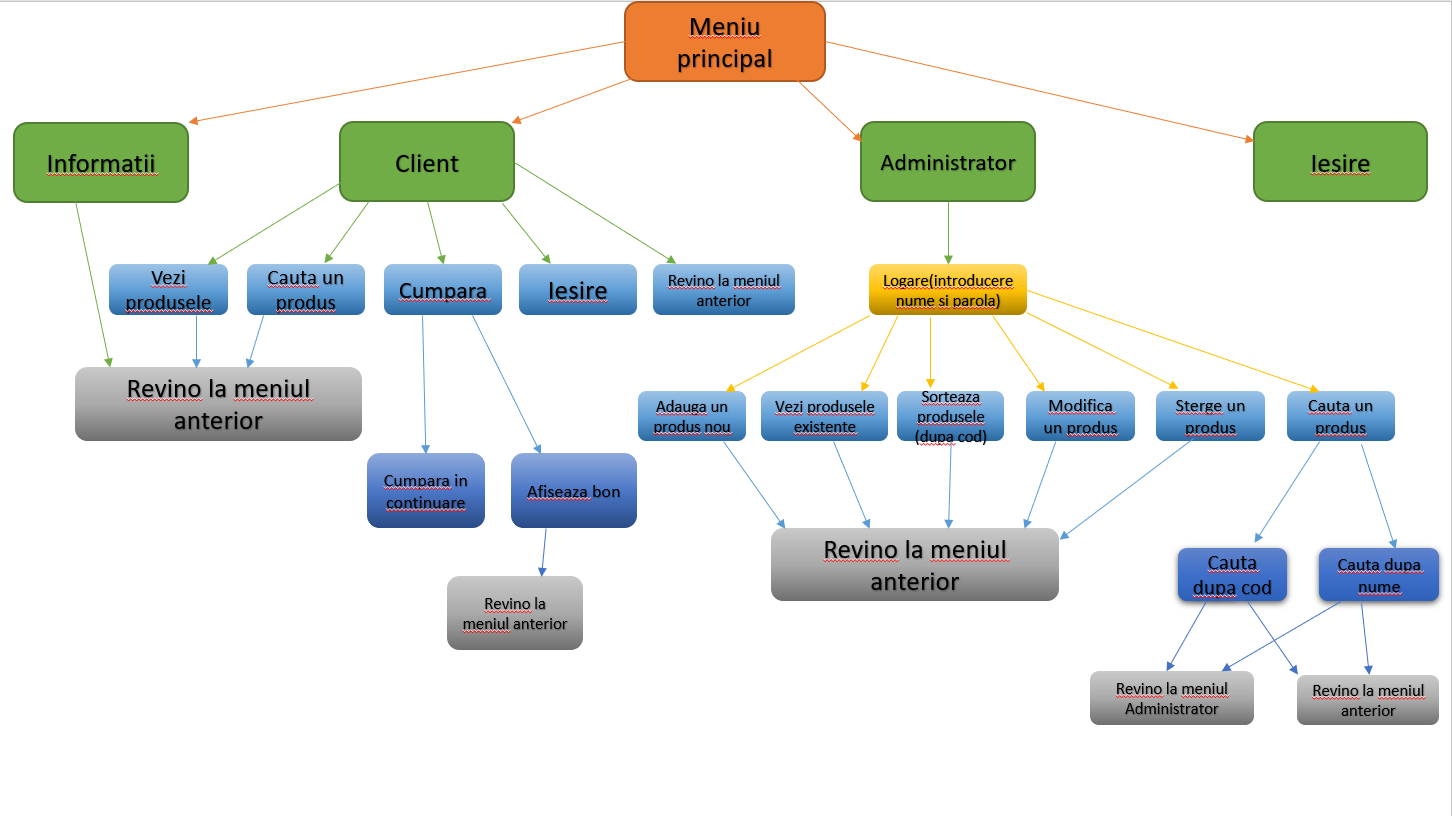 Meniu
principal
Informatii
Client
Administrator
Iesire
Vezi
produsele
Cauta un
produs
Cumpara
Iesire
Revino la meniul
anterior
Logare(introducere
nume si parola)
Revino la meniul
anterior
Adauga un
produs nou
Vezi produsele
existente
Sorteaza
produsele
(dupa cod)
Modifica
un produs
Sterge un
produs
Cauta un
produs
Cumpara in
continuare
Afiseaza bon
Revino la meniul
anterior
Cauta
dupa cod
Cauta dupa
nume
Revino la
meniul anterior
Revino la meniul
Administrator
Revino la meniul
anterior